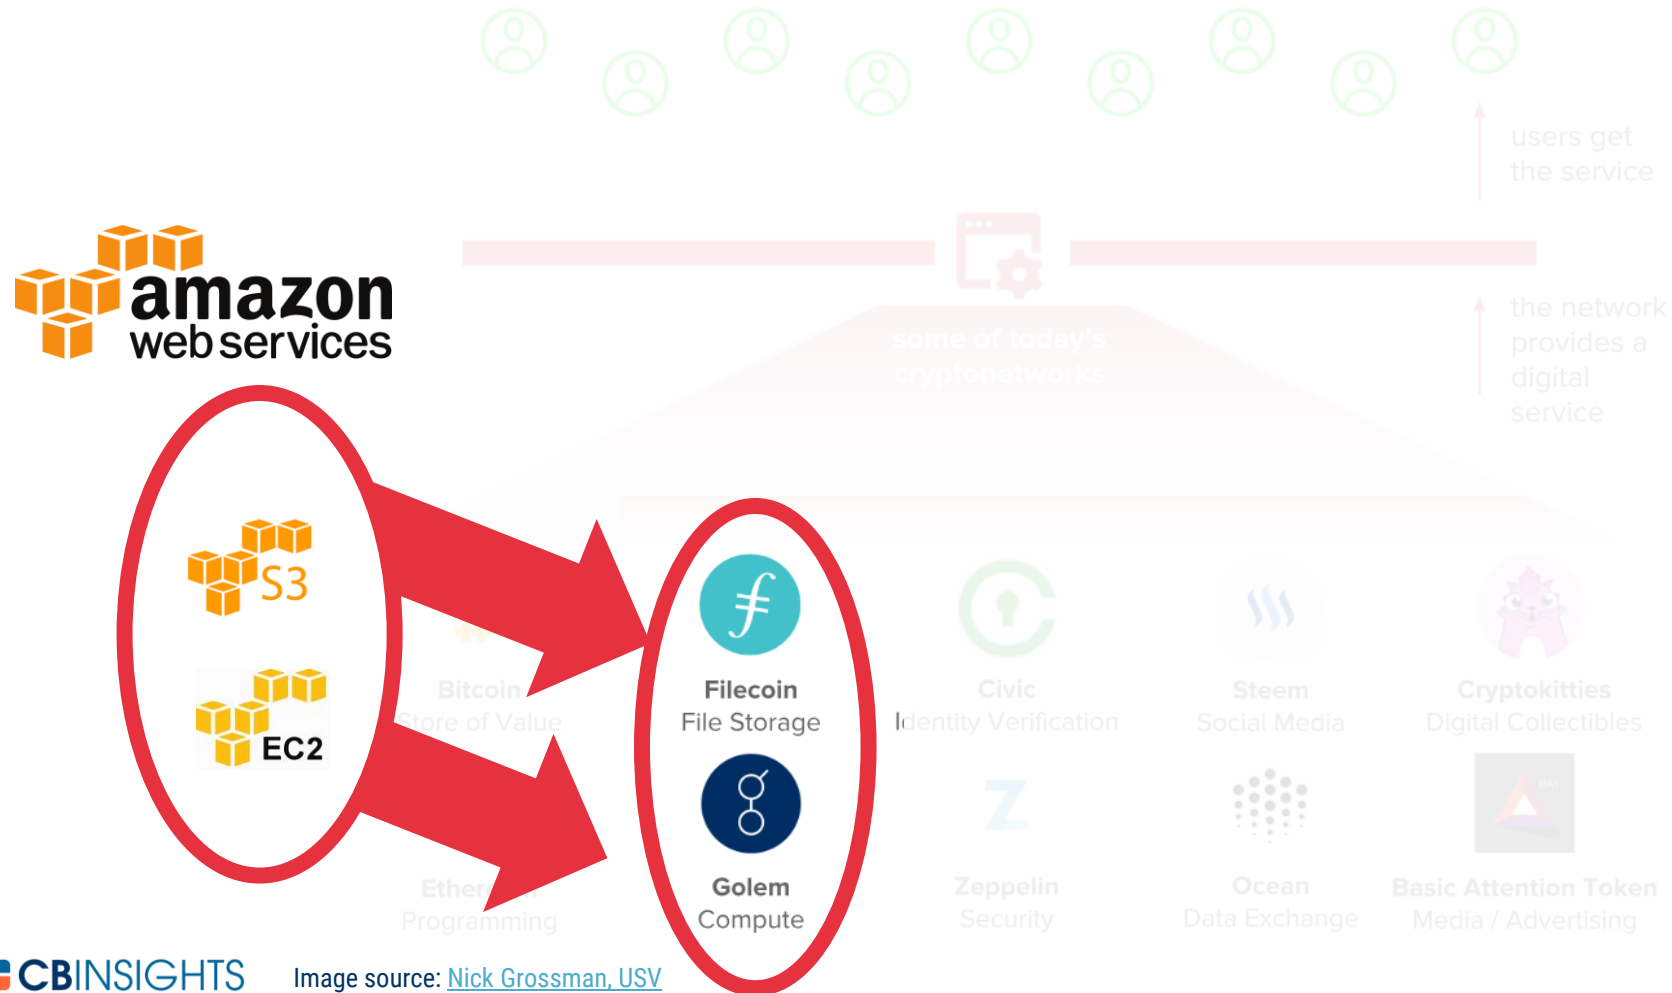 users get
the service
amazon
web services
some of today's
cryptonetworks
the network
provides a
digital
service
S3
EC2
Bitcoin
Store of Value
Filecoin
File Storage
Civic
Identity Verification
Steem
Social Media
Cryptokitties
Digital Collectibles
BAT
Programming
Golem
Compute
Zeppelin
Security
Ocean
Data Exchange
Basic Attention Token
Media / Advertising
CBINSIGHTS
Image source: Nick Grossman, USV